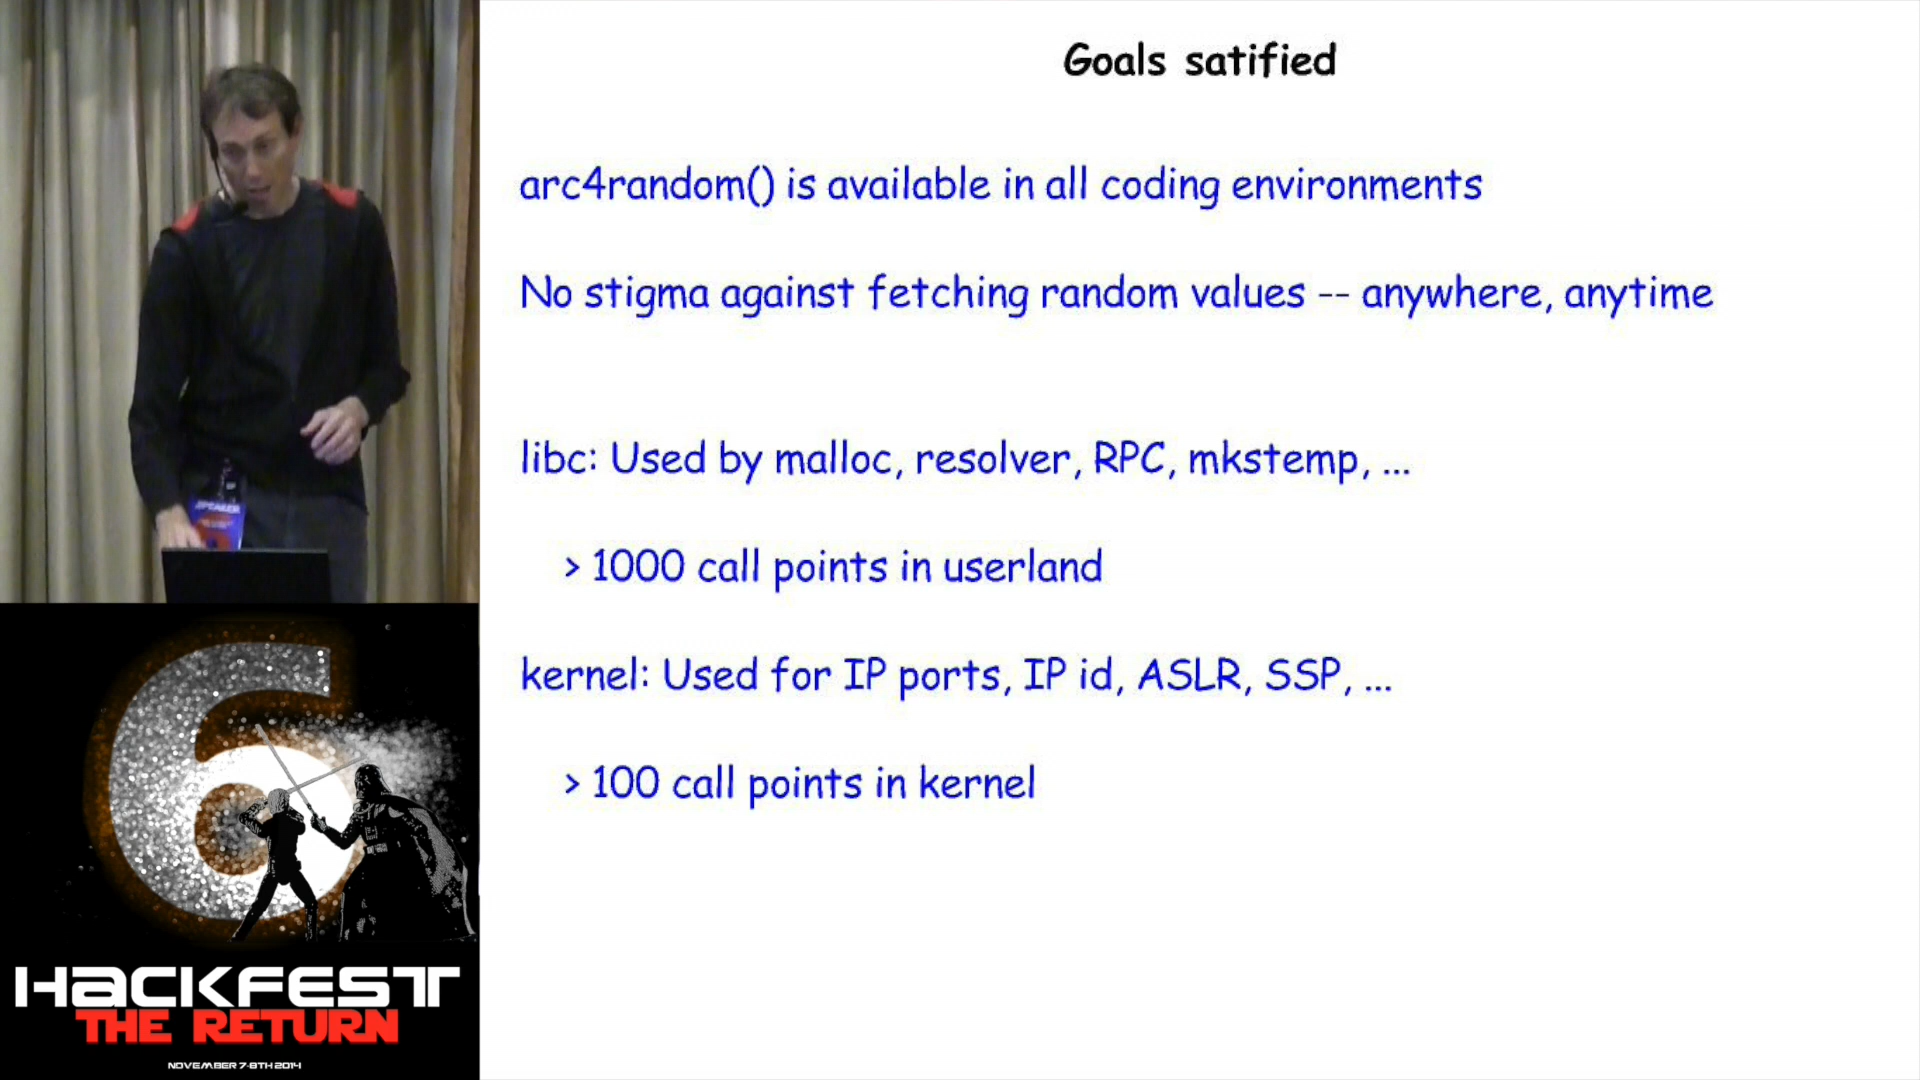 Goals satified
arc4random() is available in all coding environments
No stigma against fetching random values -- anywhere, anytime
libc: Used by malloc, resolver, RPC, mkstemp, ...
> 1000 call points in userland
kernel: Used for IP ports, IP id, ASLR, SSP, ...
> 100 call points in kernel
SPEAKER
6
HACKFEST
THE RETURN
NOVEMBER 7-8TH 2014